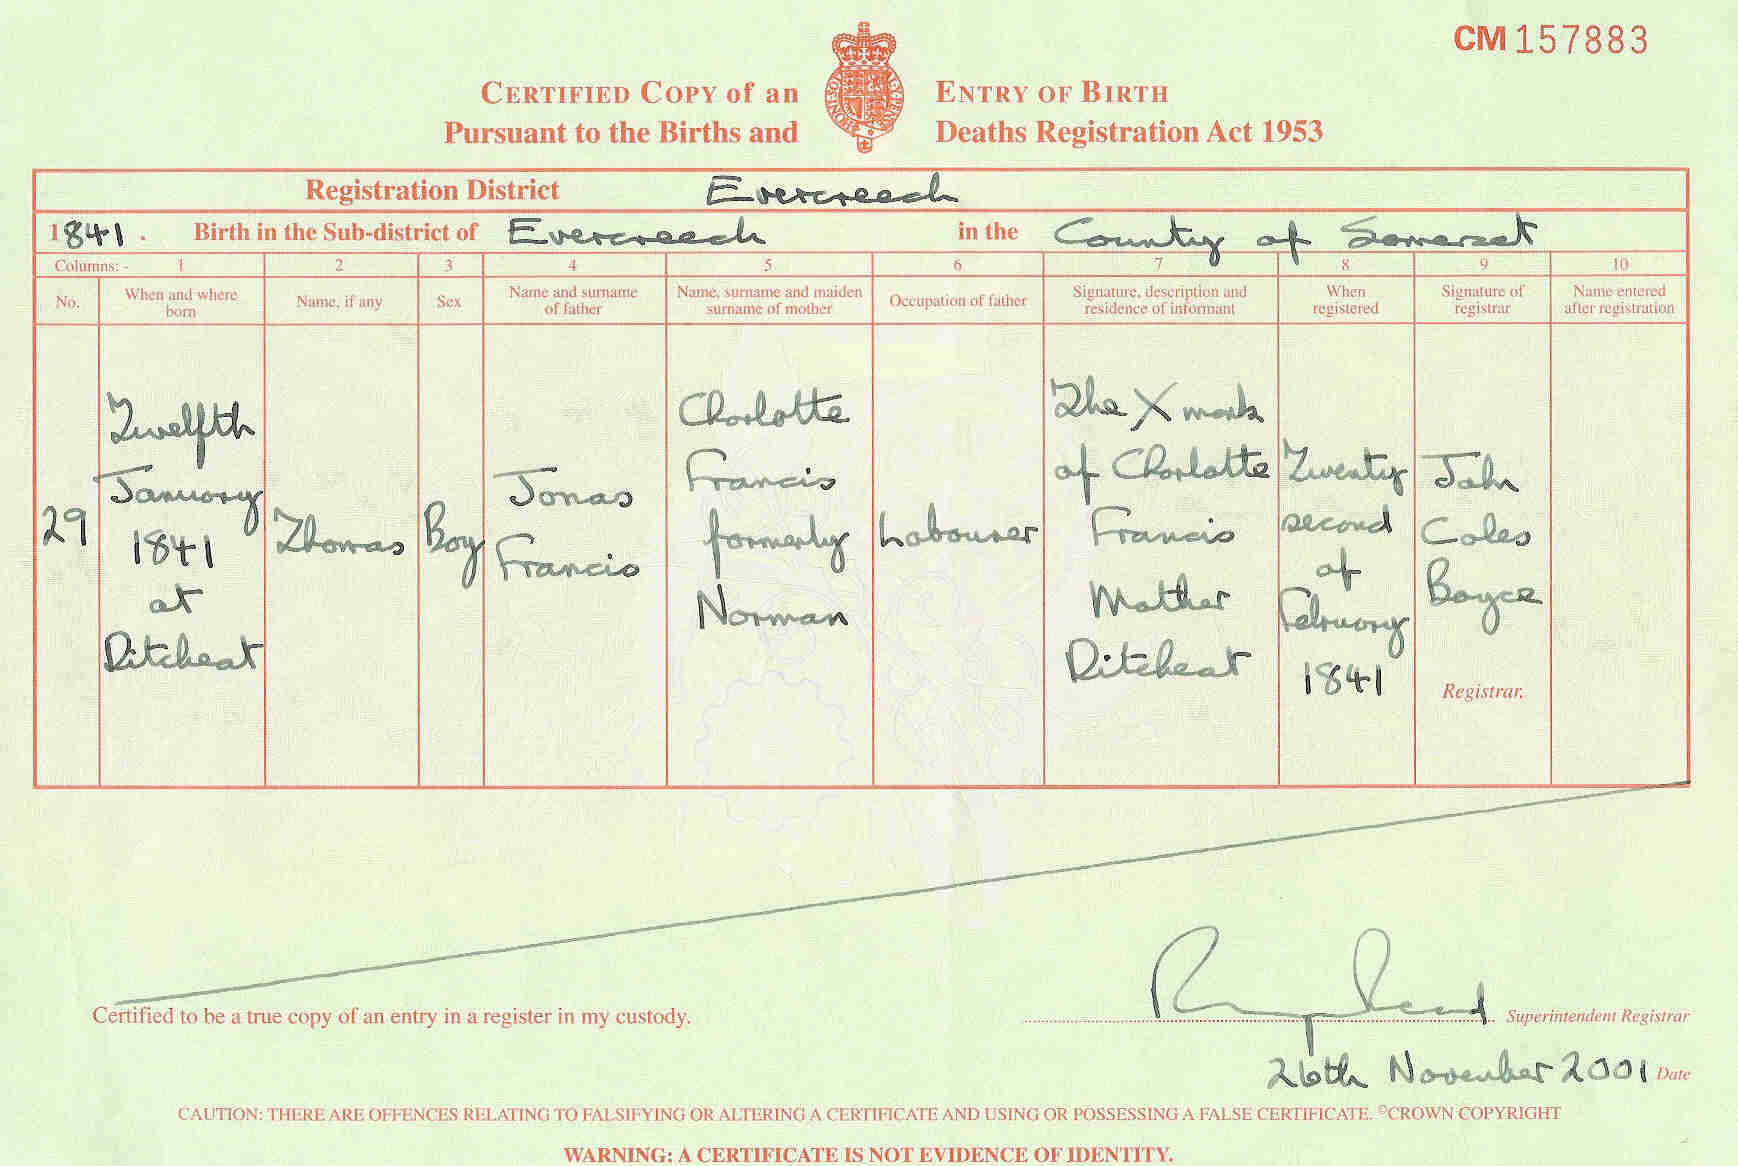 CM 157883
CERTIFIED COPY of an ENTRY OF BIRTH
Pursuant to the Births and Deaths Registration Act 1953
Registration District Evercreech
1841. Birth in the Sub-district of Evercreech in the County of Somerset
Columns: - 1 2 3 4 5 6 7 8 9 10
No.
When and where
born
Name, if any
Sex
Name and surname
of father
Name, surname and maiden
surname of mother
Occupation of father
Signature, description and
residence of informant
When
registered
Signature of
registrar
Name entered
after registration
29
Twelfth
January
1841
at
Ditcheat
Thomas
Boy
Jonas
Francis
Charlotte
Francis
formerly
Norman
Labourer
The X mark
of Charlotte
Francis
Mother
Ditcheat
Twenty
second
of
February
1841
John
Coles
Boyce
Registrar.
Certified to be a true copy of an entry in a register in my custody.
Superintendent Registrar
26th November 2001 Date
CAUTION: THERE ARE OFFENCES RELATING TO FALSIFYING OR ALTERING A CERTIFICATE AND USING OR POSSESSING A FALSE CERTIFICATE. ©CROWN COPYRIGHT
WARNING: A CERTIFICATE IS NOT EVIDENCE OF IDENTITY.